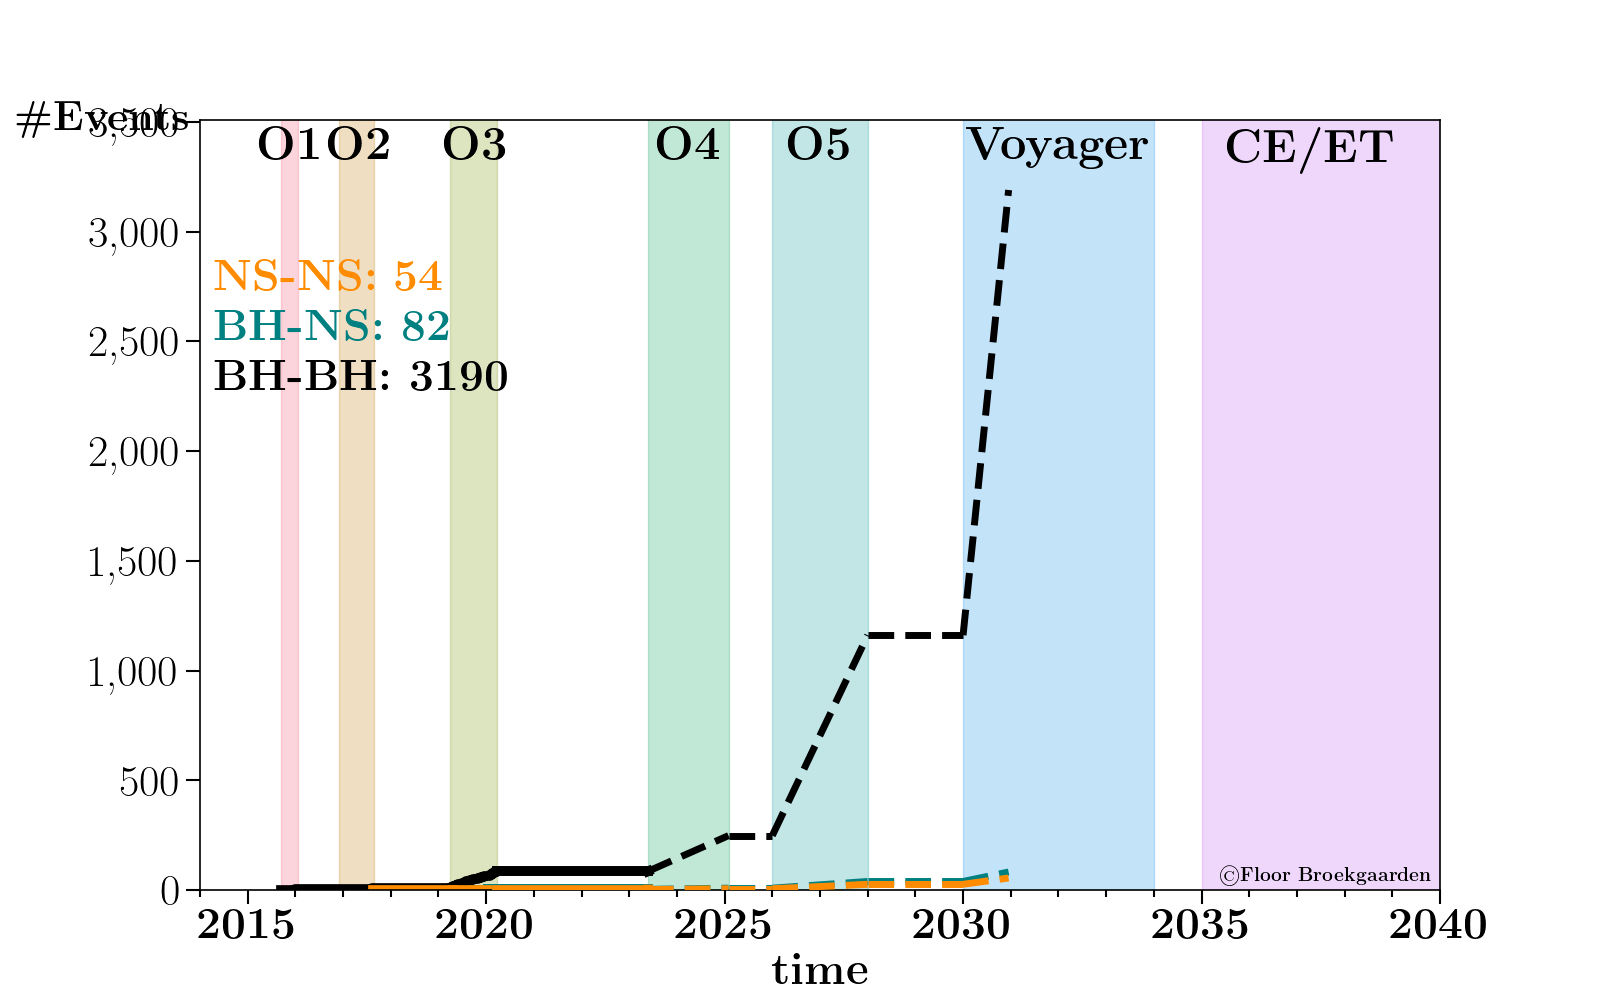 #Events
3,500
O1 O2 O3 O4 O5 Voyager CE/ET
3,000
NS-NS: 54
BH-NS: 82
2,500
BH-BH: 3190
2,000
1,500
1,000
500
©Floor Broekgaarden
0
2015 2020 2025 2030 2035 2040
time